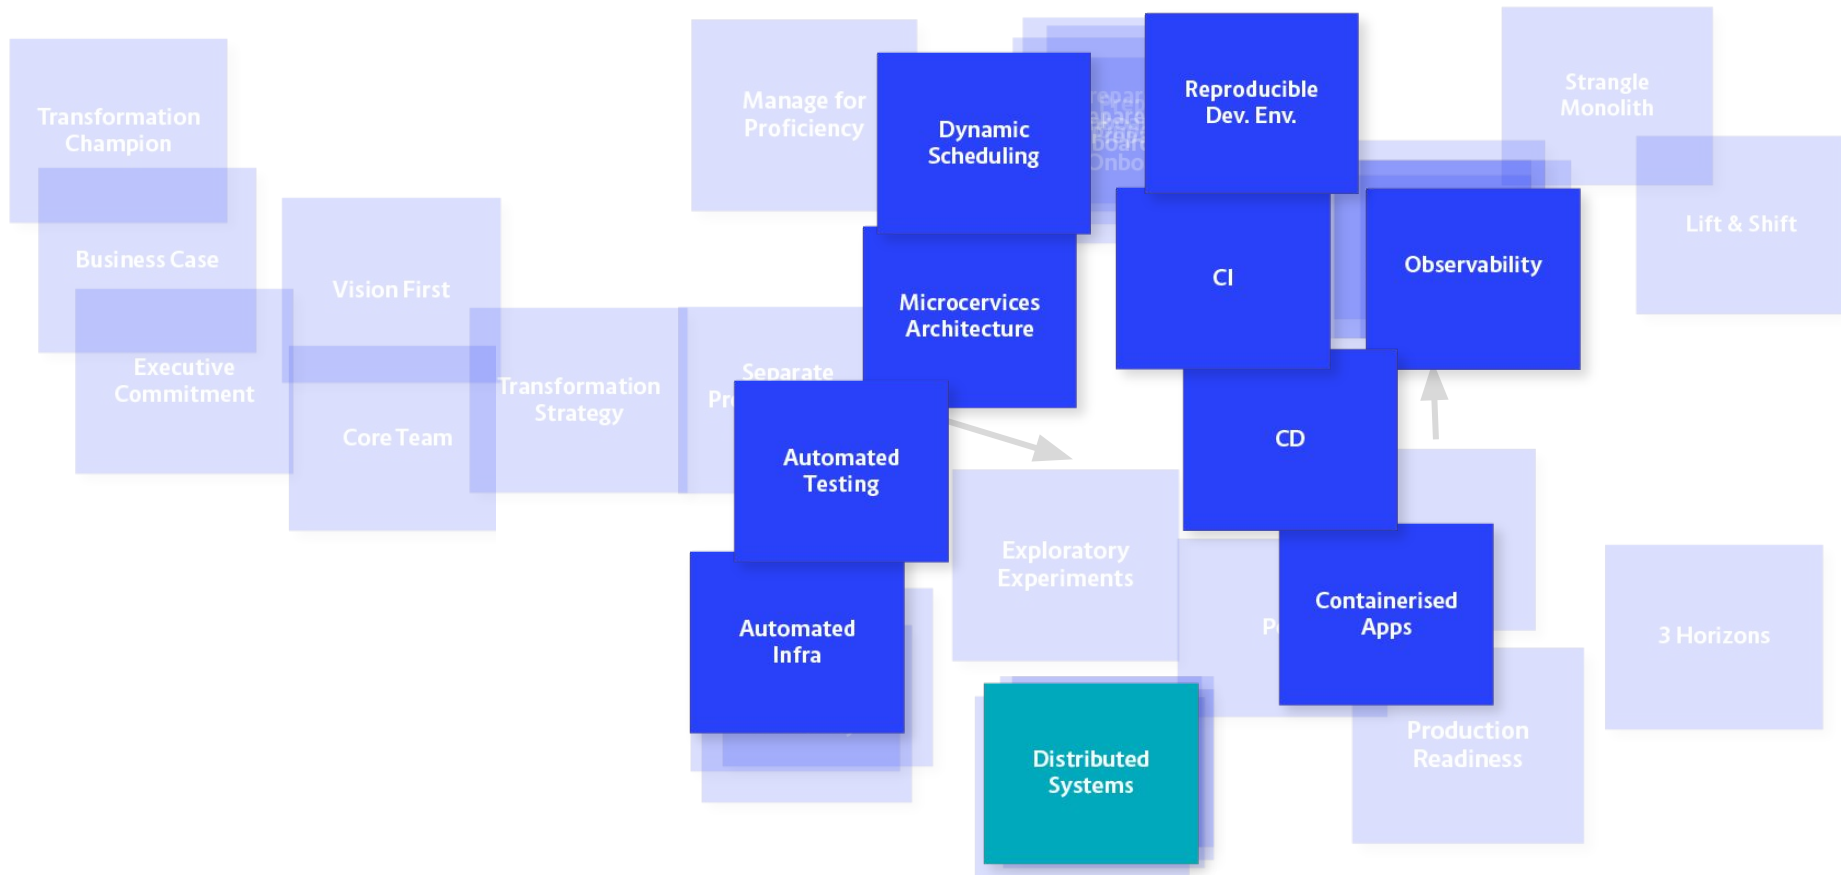 Transformation
Champion
Business Case
Executive
Commitment
Vision First
Core Team
Transformation
Strategy
Separate
Manage for
Proficiency
Dynamic
Scheduling
Microcervices
Architecture
Automated
Testing
Automated
Infra
Reproducible
Dev. Env.
CI
Observability
CD
Exploratory
Experiments
Containerised
Apps
Distributed
Systems
Production
Readiness
Strangle
Monolith
Lift & Shift
3 Horizons